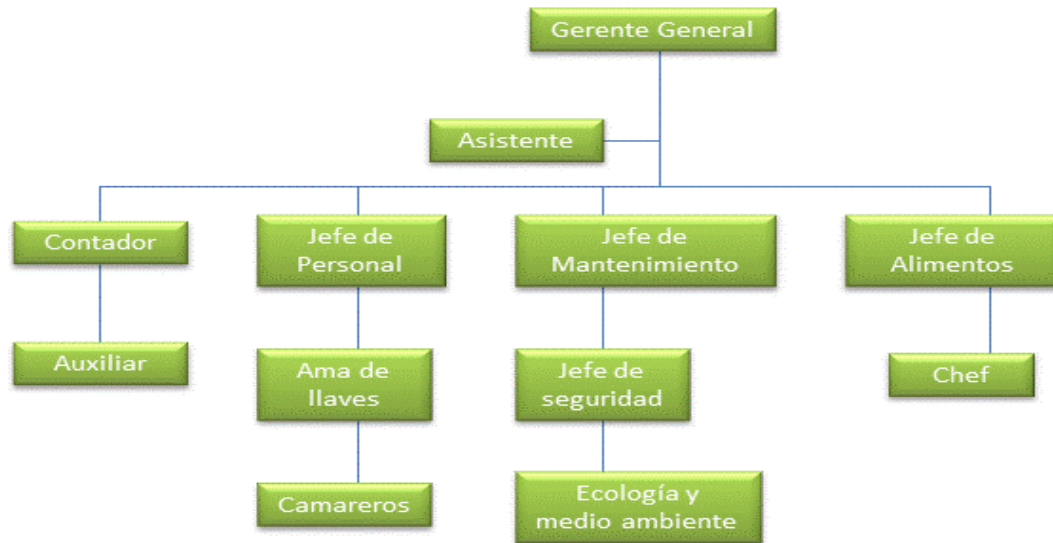 Gerente General
Asistente
Contador
Jefe de
Personal
Jefe de
Mantenimiento
Jefe de
Alimentos
Auxiliar
Ama de
llaves
Jefe de
seguridad
Chef
Camareros
Ecología y
medio ambiente